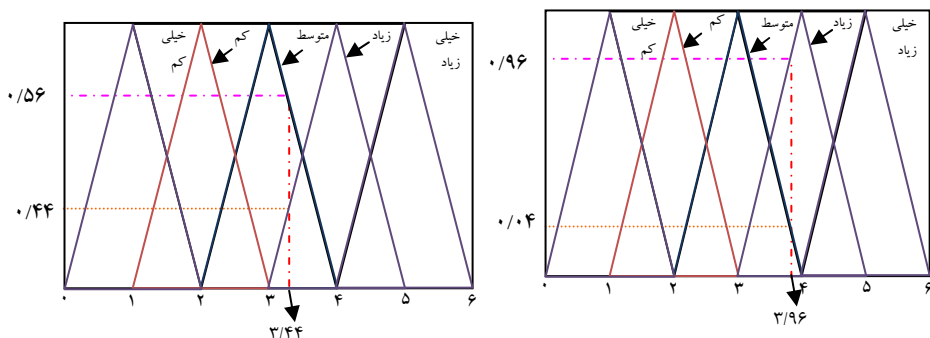 خیلی کم
کم
متوسط
زیاد
خیلی زیاد
۰/۵۶
۰/۴۴
۰ ۱ ۲ ۳ ۴ ۵ ۶
۳/۴۴
خیلی کم
کم
متوسط
زیاد
خیلی زیاد
۰/۹۶
۰/۰۴
۰ ۱ ۲ ۳ ۴ ۵ ۶
۳/۹۶